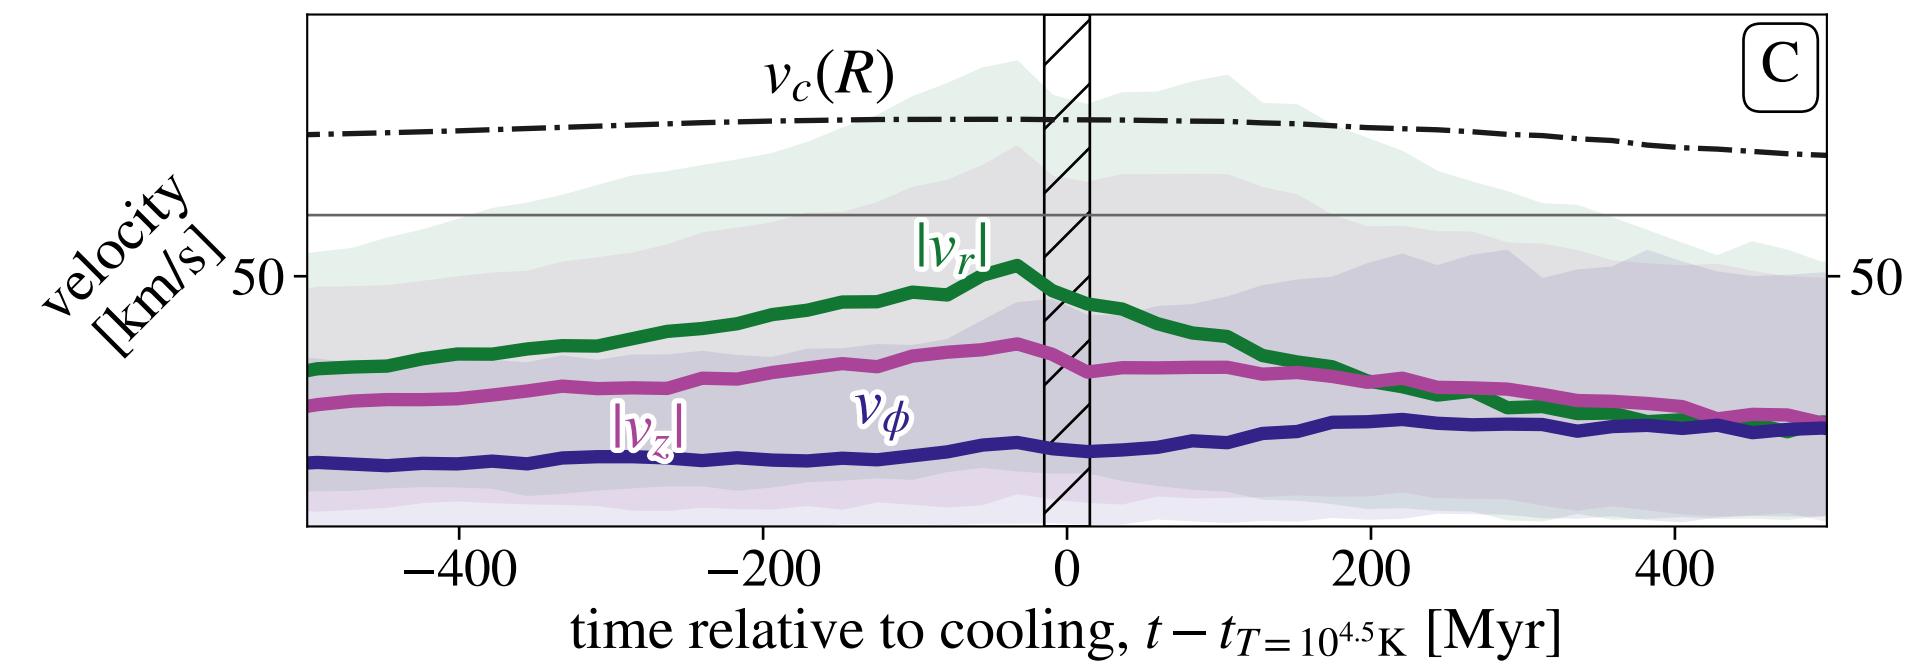 C
v_c(R)
velocity
[km/s]
50
50
|v_r|
|v_z|
v_ϕ
−400 −200 0 200 400
time relative to cooling, t − t_{T = 10^{4.5}K} [Myr]